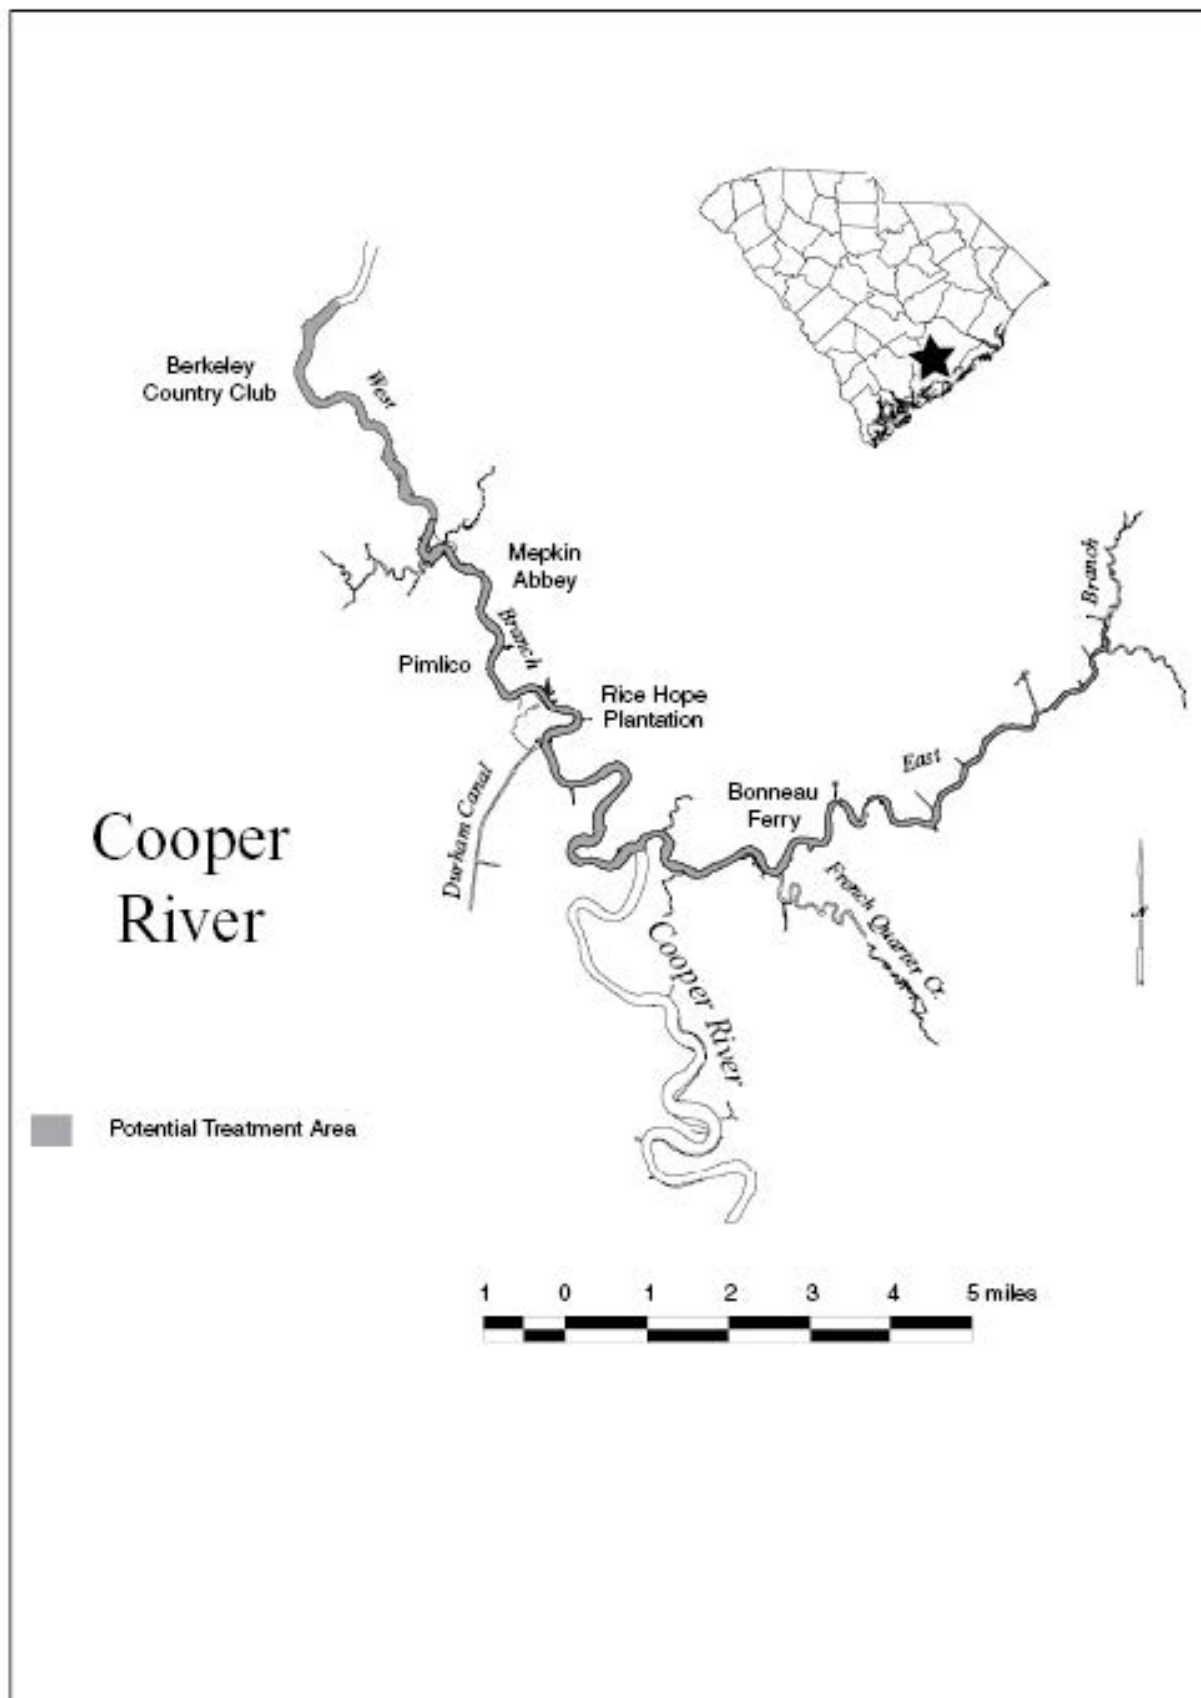 Berkeley
Country Club
West
Mepkin
Abbey
Branch
Pimlico
Branch
Rice Hope
Plantation
East
Bonneau
Ferry
Durham Canal
Cooper
River
French Quarter Cr.
Cooper River
N
Potential Treatment Area
1 0 1 2 3 4 5 miles